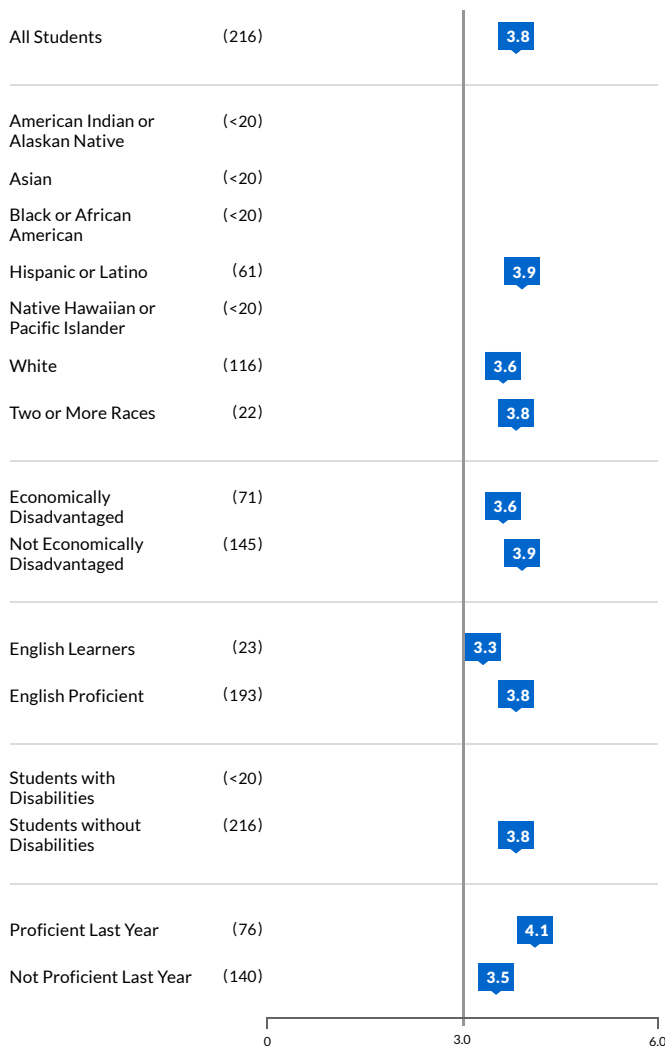 All Students (216) 3.8
American Indian or (<20)
Alaskan Native
Asian (<20)
Black or African (<20)
American
Hispanic or Latino (61) 3.9
Native Hawaiian or (<20)
Pacific Islander
White (116) 3.6
Two or More Races (22) 3.8
Economically (71) 3.6
Disadvantaged
Not Economically (145) 3.9
Disadvantaged
English Learners (23) 3.3
English Proficient (193) 3.8
Students with (<20)
Disabilities
Students without (216) 3.8
Disabilities
Proficient Last Year (76) 4.1
Not Proficient Last Year (140) 3.5
0 3.0 6.0